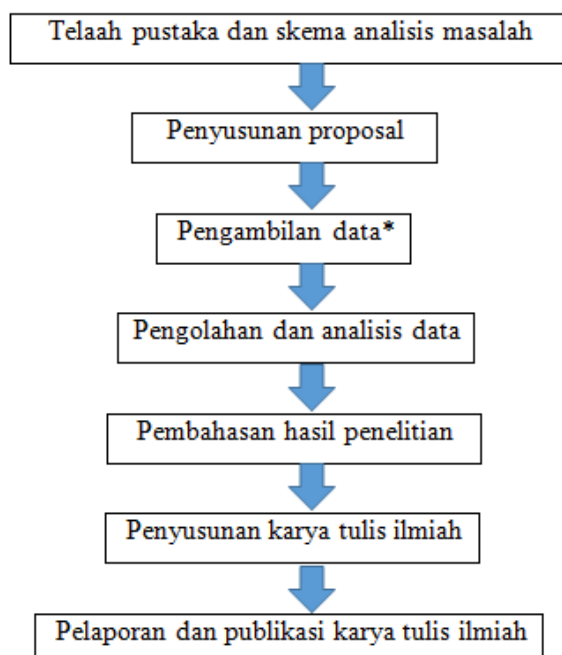 Telaah pustaka dan skema analisis masalah
Penyusunan proposal
Pengambilan data*
Pengolahan dan analisis data
Pembahasan hasil penelitian
Penyusunan karya tulis ilmiah
Pelaporan dan publikasi karya tulis ilmiah